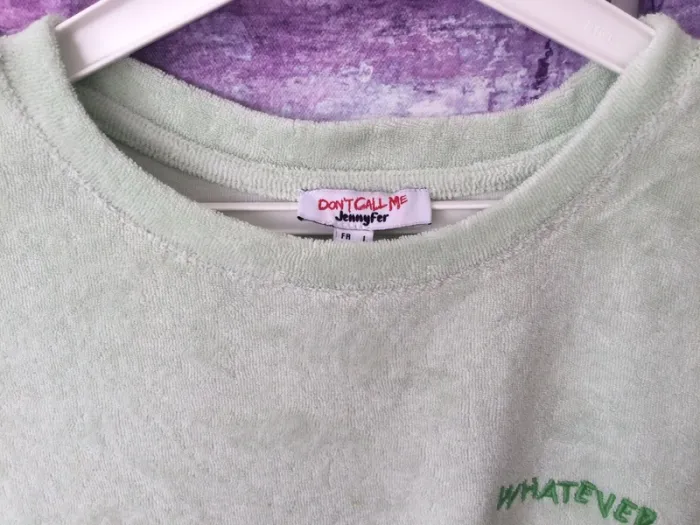 DON'T CALL ME
Jennyfer
FR L
WHATEVER